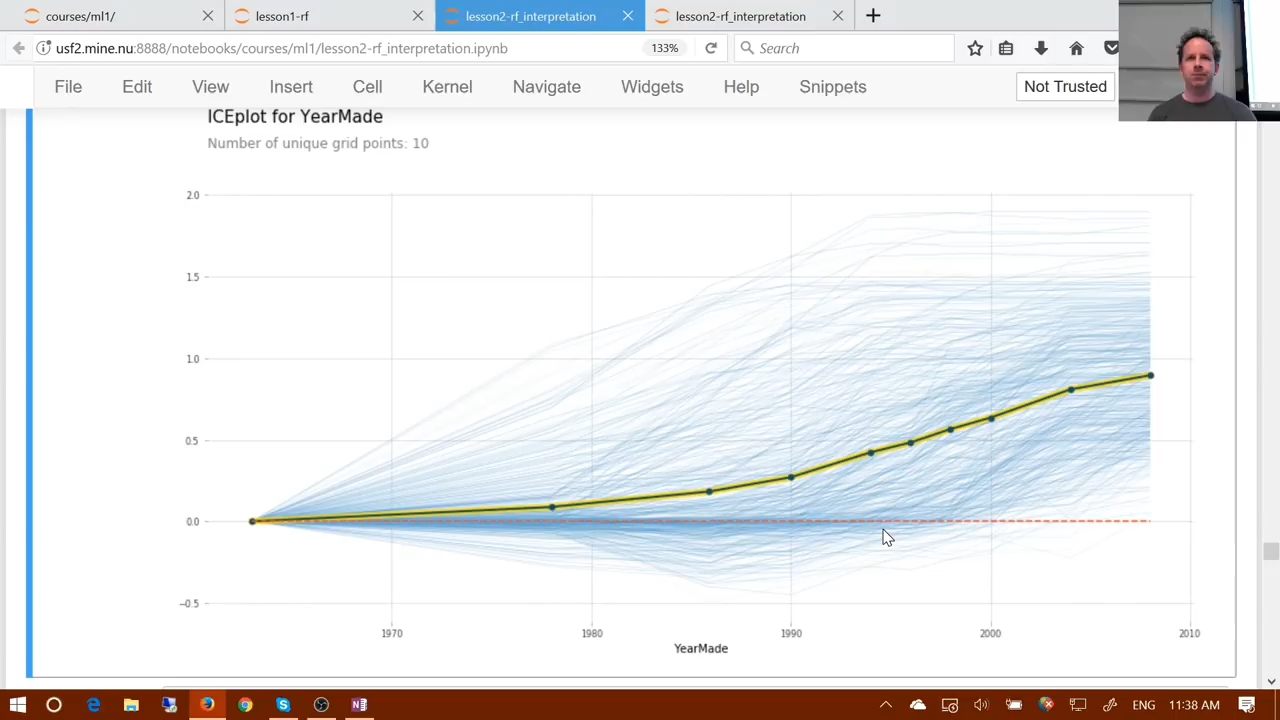 courses/ml1/
lesson1-rf
lesson2-rf_interpretation
lesson2-rf_interpretation
usf2.mine.nu:8888/notebooks/courses/ml1/lesson2-rf_interpretation.ipynb
133%
Search
File Edit View Insert Cell Kernel Navigate Widgets Help Snippets
Not Trusted
ICEplot for YearMade
Number of unique grid points: 10
2.0
1.5
1.0
0.5
0.0
−0.5
1970 1980 1990 2000 2010
YearMade
ENG 11:38 AM